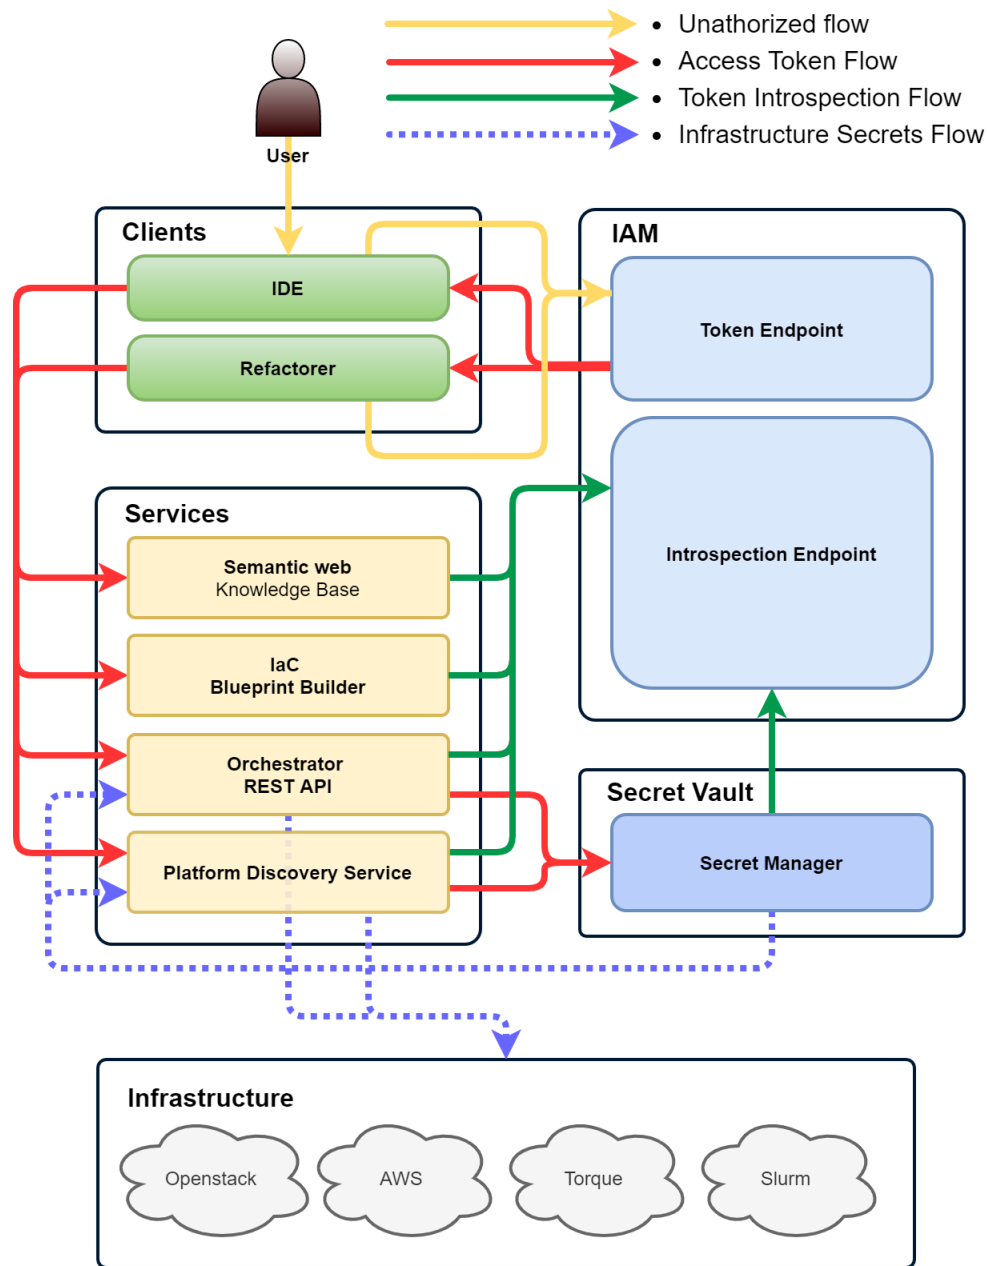 • Unathorized flow
• Access Token Flow
• Token Introspection Flow
• Infrastructure Secrets Flow
User
Clients
IDE
Refactorer
IAM
Token Endpoint
Introspection Endpoint
Services
Semantic web
Knowledge Base
IaC
Blueprint Builder
Orchestrator
REST API
Platform Discovery Service
Secret Vault
Secret Manager
Infrastructure
Openstack
AWS
Torque
Slurm